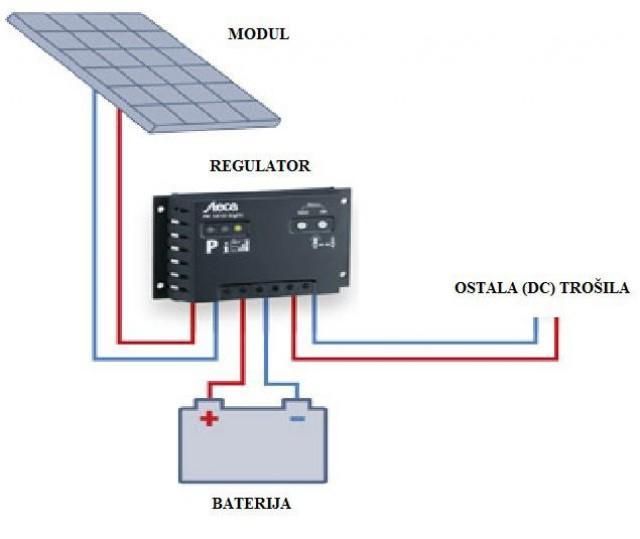 MODUL
REGULATOR
Steca
P
OSTALA (DC) TROŠILA
+ −
BATERIJA